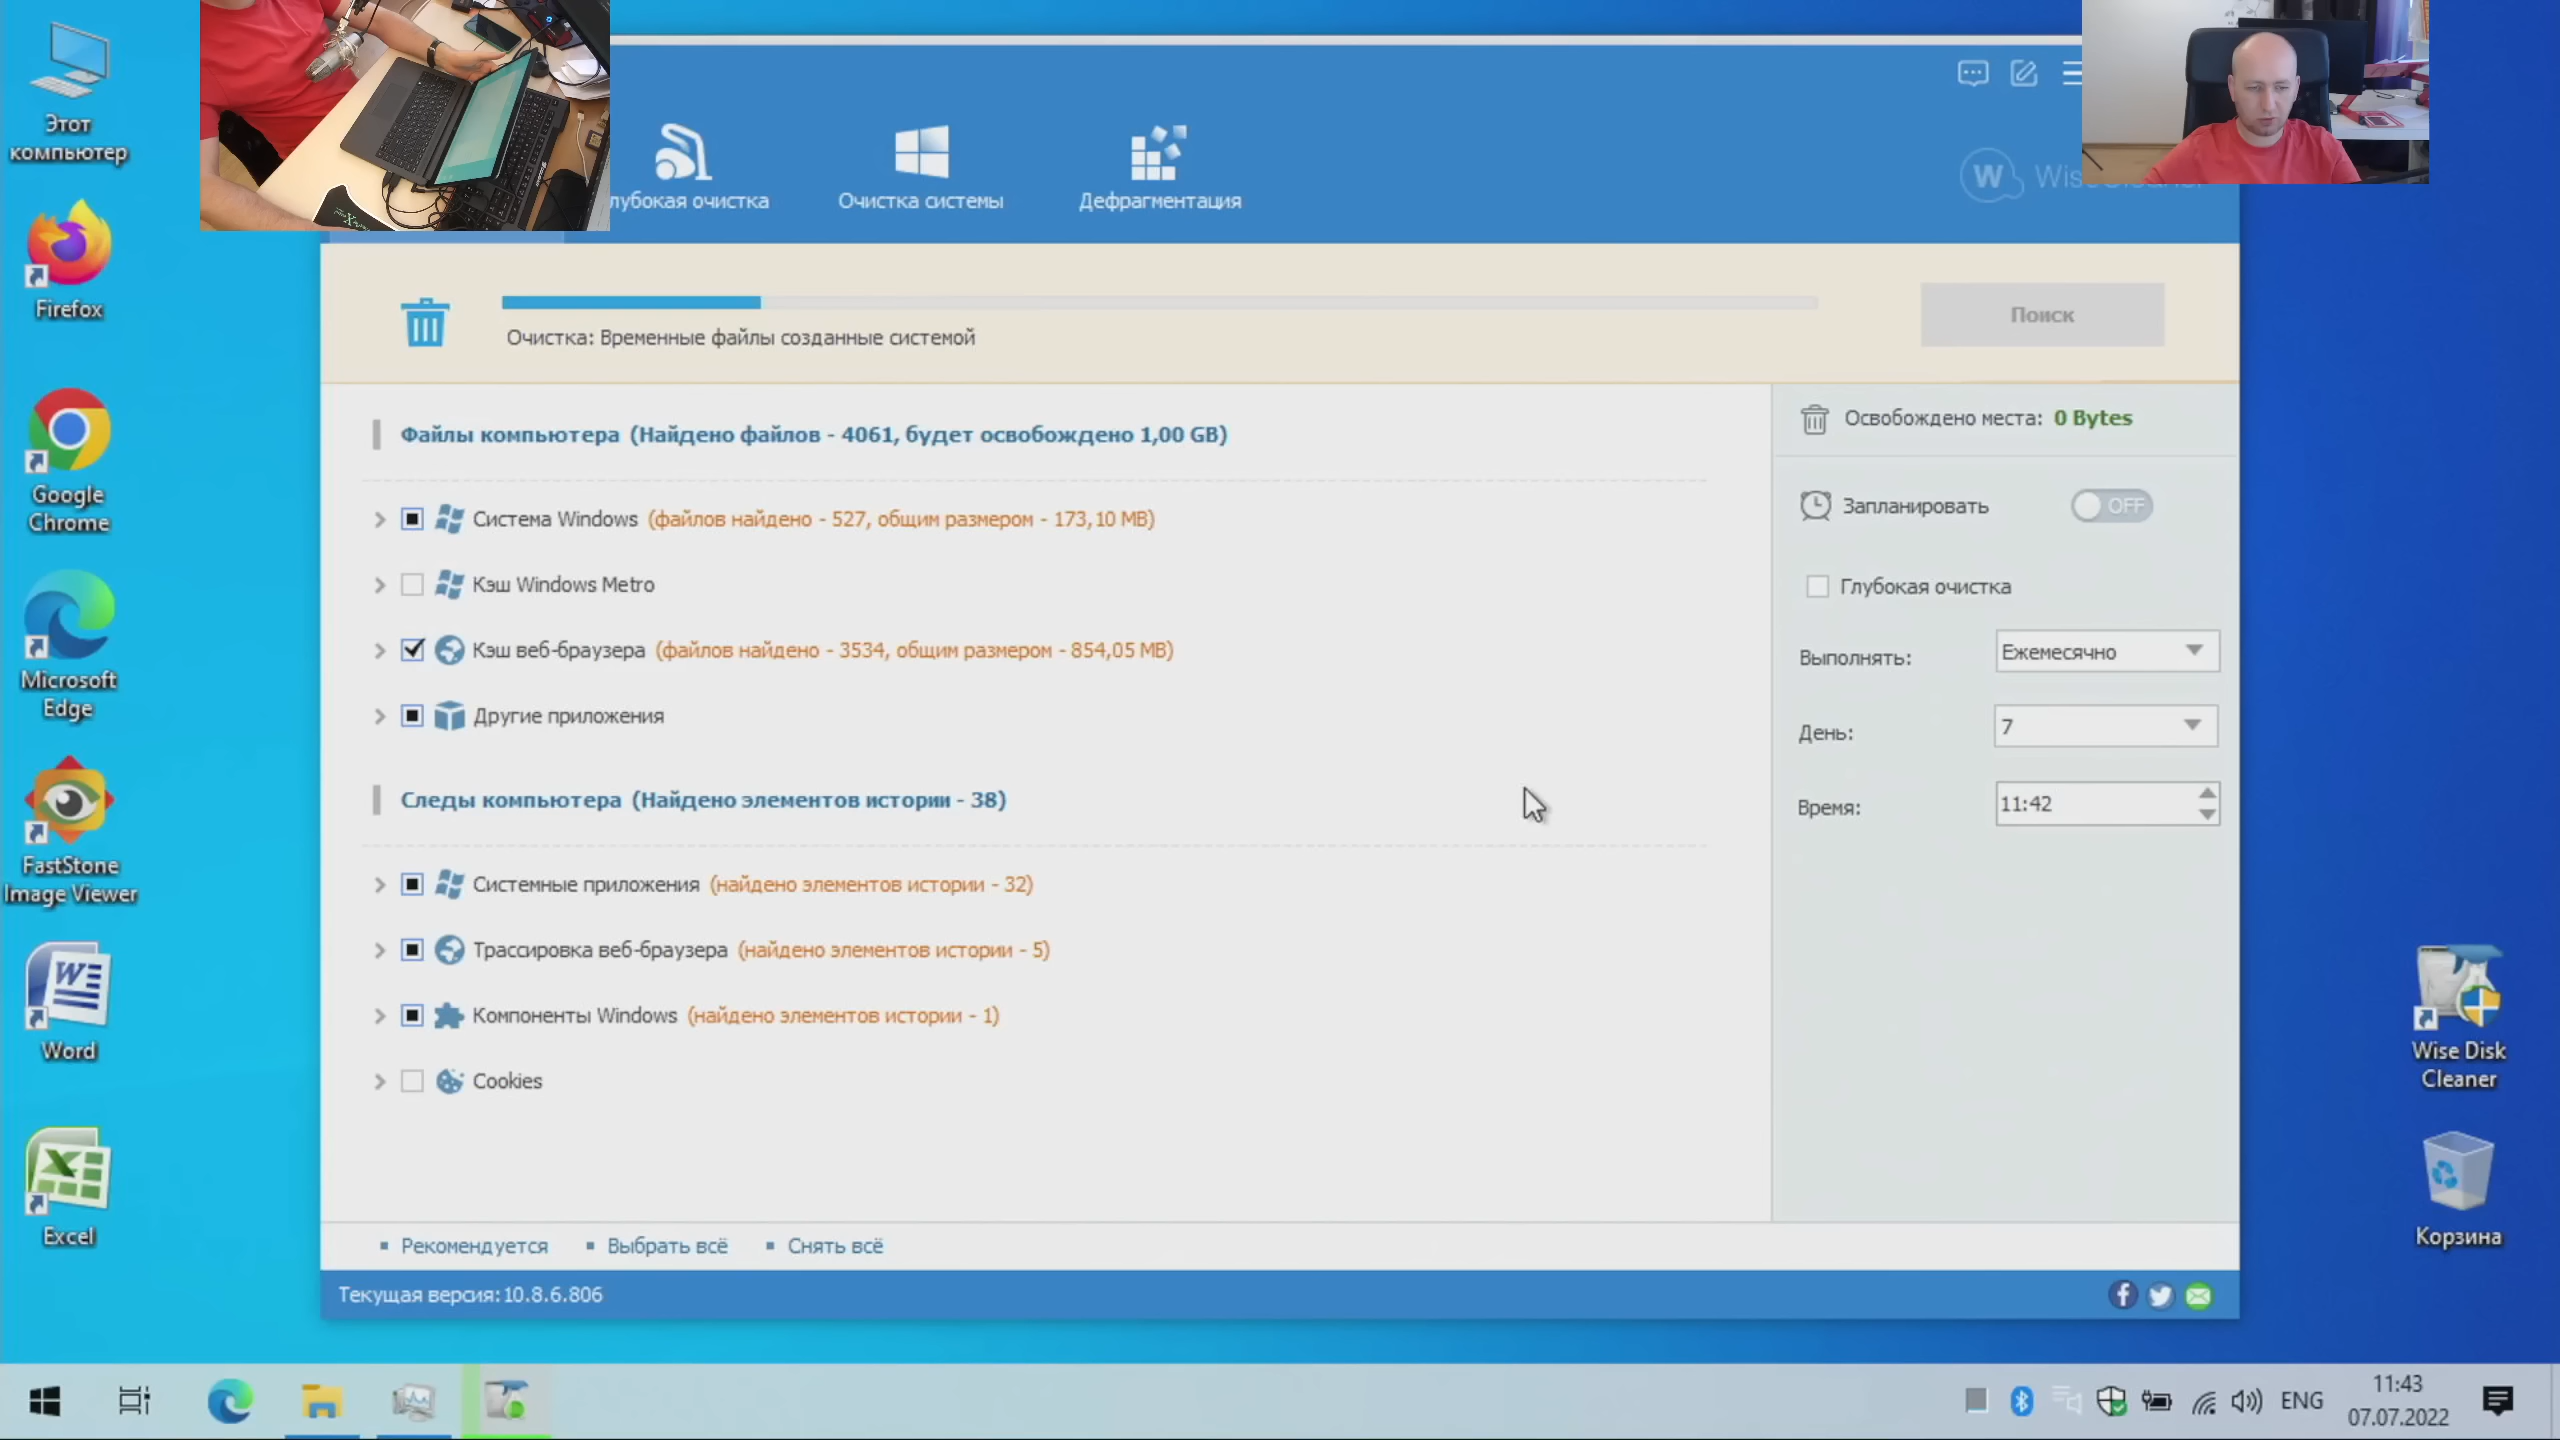 Этот
компьютер
Firefox
Google
Chrome
Microsoft
Edge
FastStone
Image Viewer
Word
Excel
лубокая очистка
Очистка системы
Дефрагментация
W
Очистка: Временные файлы созданные системой
Поиск
Файлы компьютера (Найдено файлов - 4061, будет освобождено 1,00 GB)
Система Windows (файлов найдено - 527, общим размером - 173,10 MB)
Кэш Windows Metro
Кэш веб-браузера (файлов найдено - 3534, общим размером - 854,05 MB)
Другие приложения
Следы компьютера (Найдено элементов истории - 38)
Системные приложения (найдено элементов истории - 32)
Трассировка веб-браузера (найдено элементов истории - 5)
Компоненты Windows (найдено элементов истории - 1)
Cookies
Освобождено места: 0 Bytes
Запланировать OFF
Глубокая очистка
Выполнять: Ежемесячно
День: 7
Время: 11:42
Рекомендуется Выбрать всё Снять всё
Текущая версия:10.8.6.806
Wise Disk
Cleaner
Корзина
ENG
11:43
07.07.2022